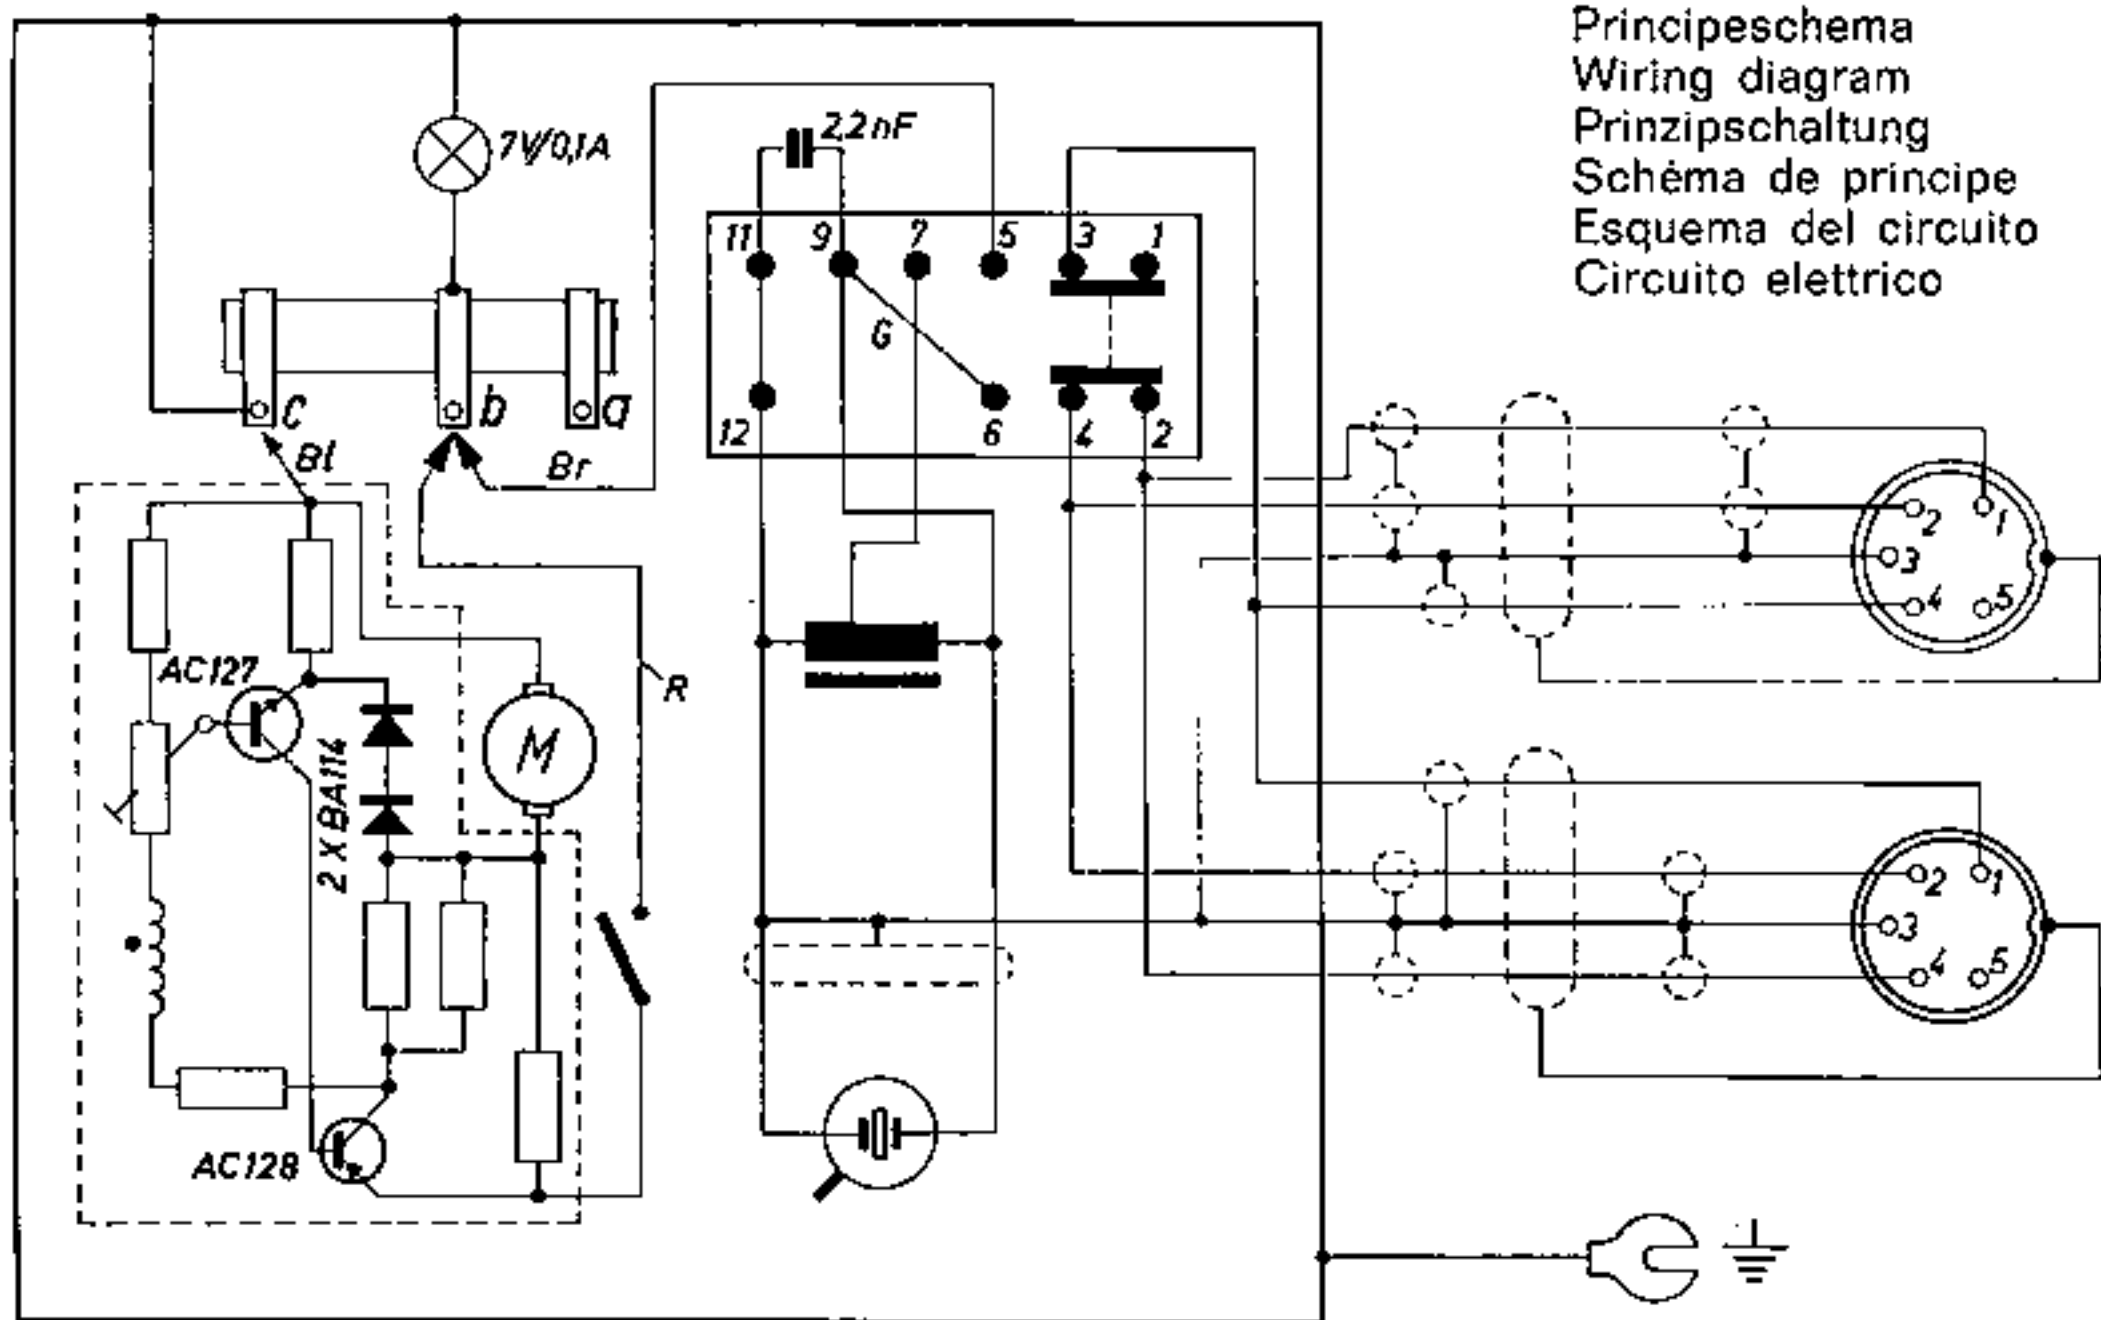 Principeschema
Wiring diagram
Prinzipschaltung
Schéma de principe
Esquema del circuito
Circuito elettrico
7V/0,1A
2,2nF
11 9 7 5 3 1
G
12 6 4 2
c b a
Bl
Br
R
AC127
2 X BA114
M
AC128
2 1
3
4 5
2 1
3
4 5